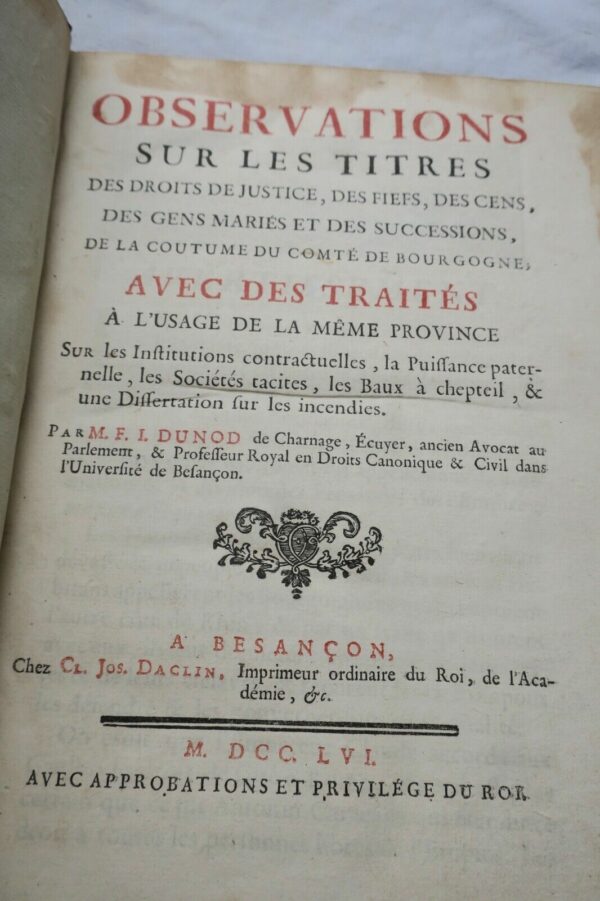 OBSERVATIONS
SUR LES TITRES
DES DROITS DE JUSTICE, DES FIEFS, DES CENS,
DES GENS MARIÉS ET DES SUCCESSIONS,
DE LA COUTUME DU COMTÉ DE BOURGOGNE;
AVEC DES TRAITÉS
À L'USAGE DE LA MÊME PROVINCE
SUR les Inſtitutions contractuelles, la Puiſſance pater-
nelle, les Sociétés tacites, les Baux à chepteil, &
une Diſſertation ſur les incendies.
PAR M. F. I. DUNOD de Charnage, Écuyer, ancien Avocat au
Parlement, & Profeſſeur Royal en Droits Canonique & Civil dans
l'Univerſité de Beſançon.
A BESANÇON,
Chez CL. JOS. DACLIN, Imprimeur ordinaire du Roi, de l'Aca-
démie, &c.
M. DCC. LVI.
AVEC APPROBATIONS ET PRIVILÉGE DU ROI.